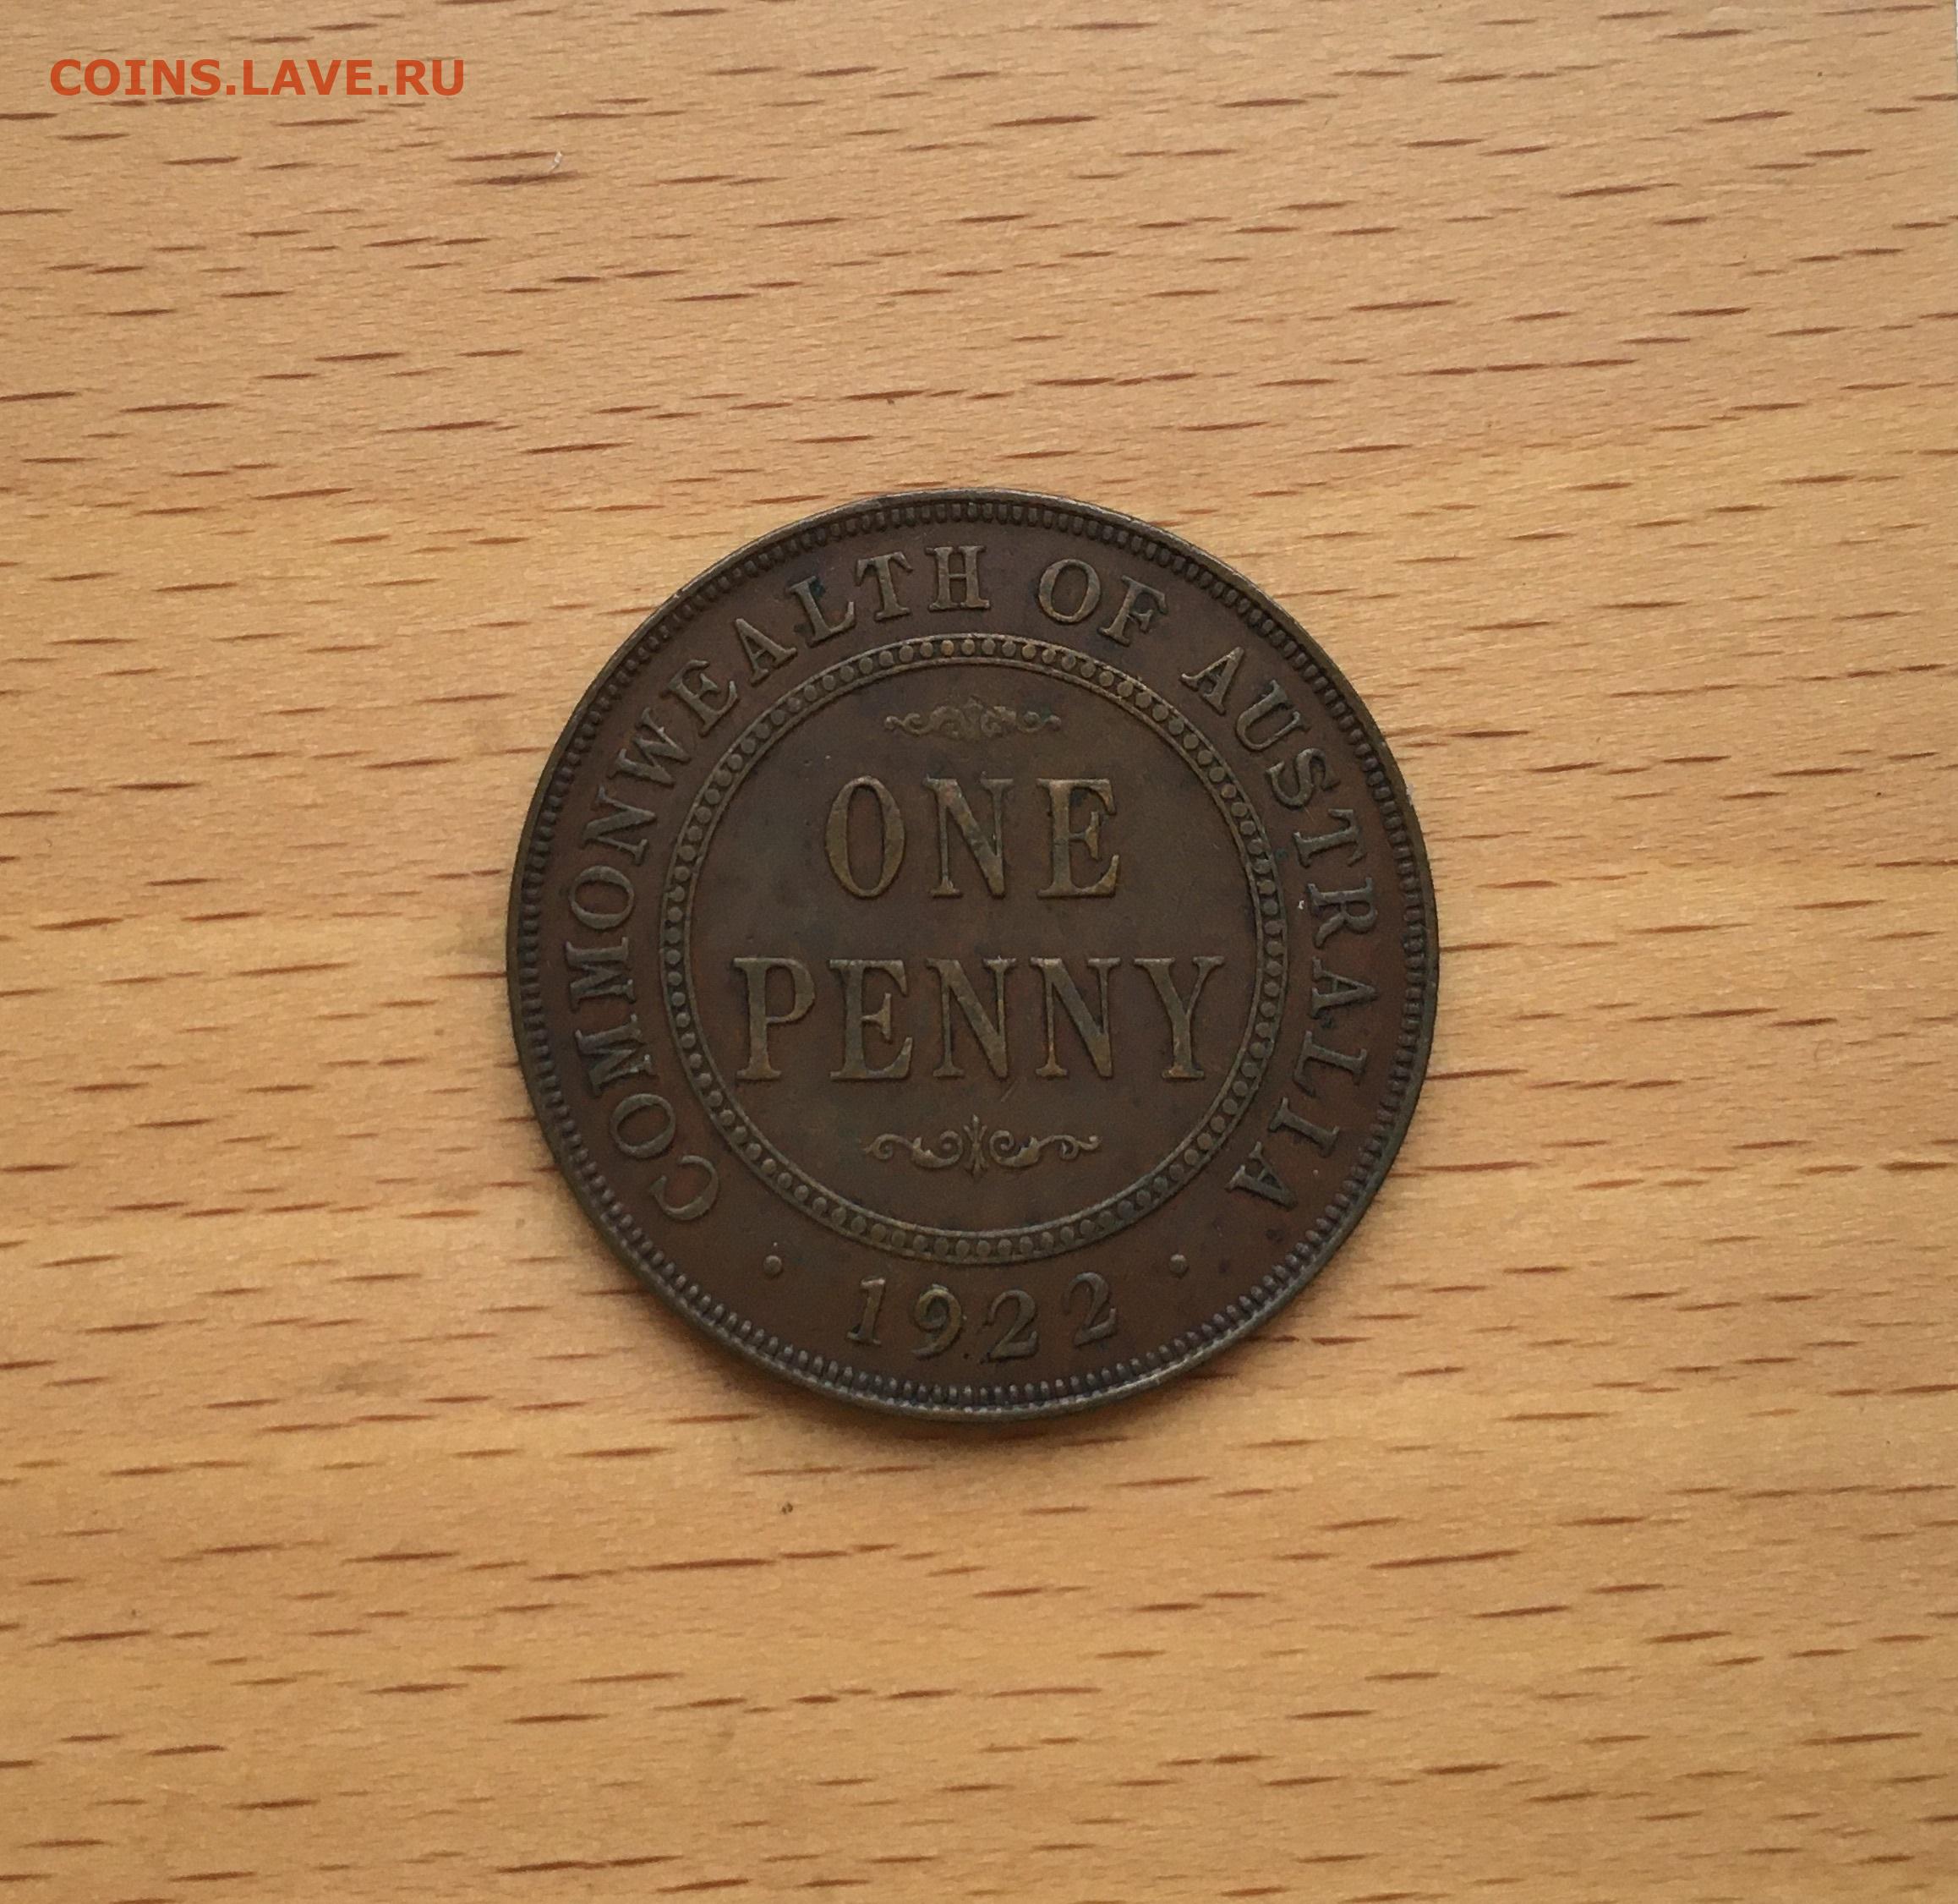 COINS.LAVE.RU
COMMONWEALTH OF AUSTRALIA
ONE
PENNY
· 1922 ·